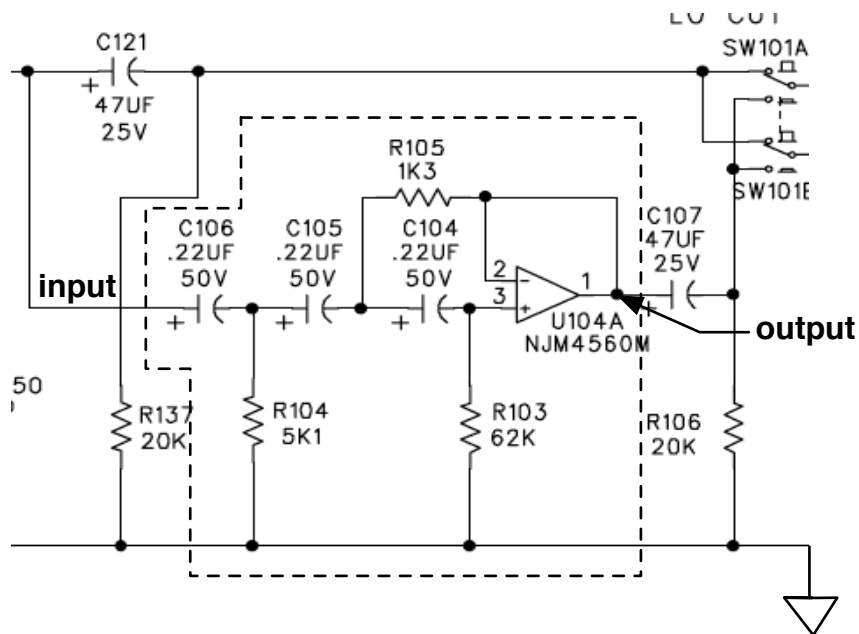 LO CUT
C121
SW101A
+
47UF
25V
R105
1K3
SW101B
C106
.22UF
50V
C105
.22UF
50V
C104
.22UF
50V
C107
47UF
25V
input
2
-
1
3
+
+
+
+
+
U104A
NJM4560M
output
50
R137
20K
R104
5K1
R103
62K
R106
20K